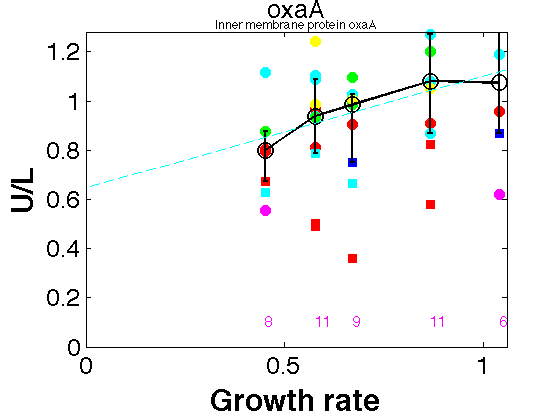 oxaA
Inner membrane protein oxaA
U/L
1.2
1
0.8
0.6
0.4
0.2
0
8 11 9 11 6
0 0.5 1
Growth rate